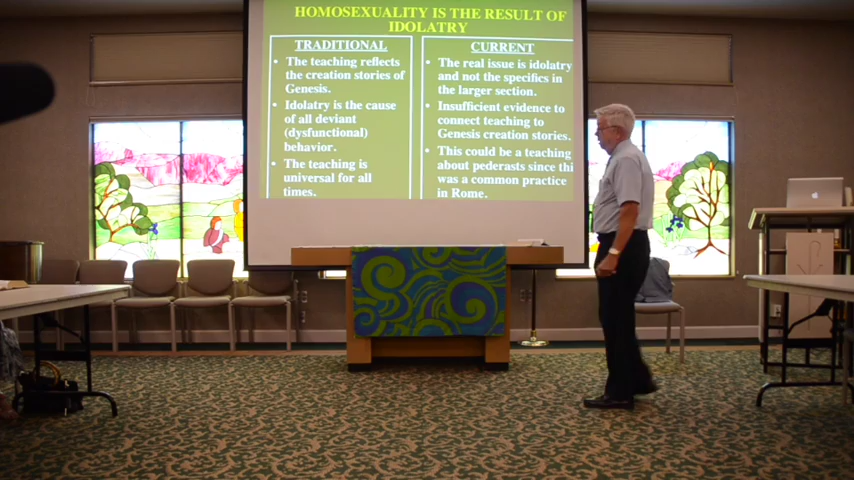 HOMOSEXUALITY IS THE RESULT OF
IDOLATRY
TRADITIONAL
• The teaching reflects
the creation stories of
Genesis.
• Idolatry is the cause
of all deviant
(dysfunctional)
behavior.
• The teaching is
universal for all
times.
CURRENT
• The real issue is idolatry
and not the specifics in
the larger section.
• Insufficient evidence to
connect teaching to
Genesis creation stories.
• This could be a teaching
about pederasts since thi
was a common practice
in Rome.